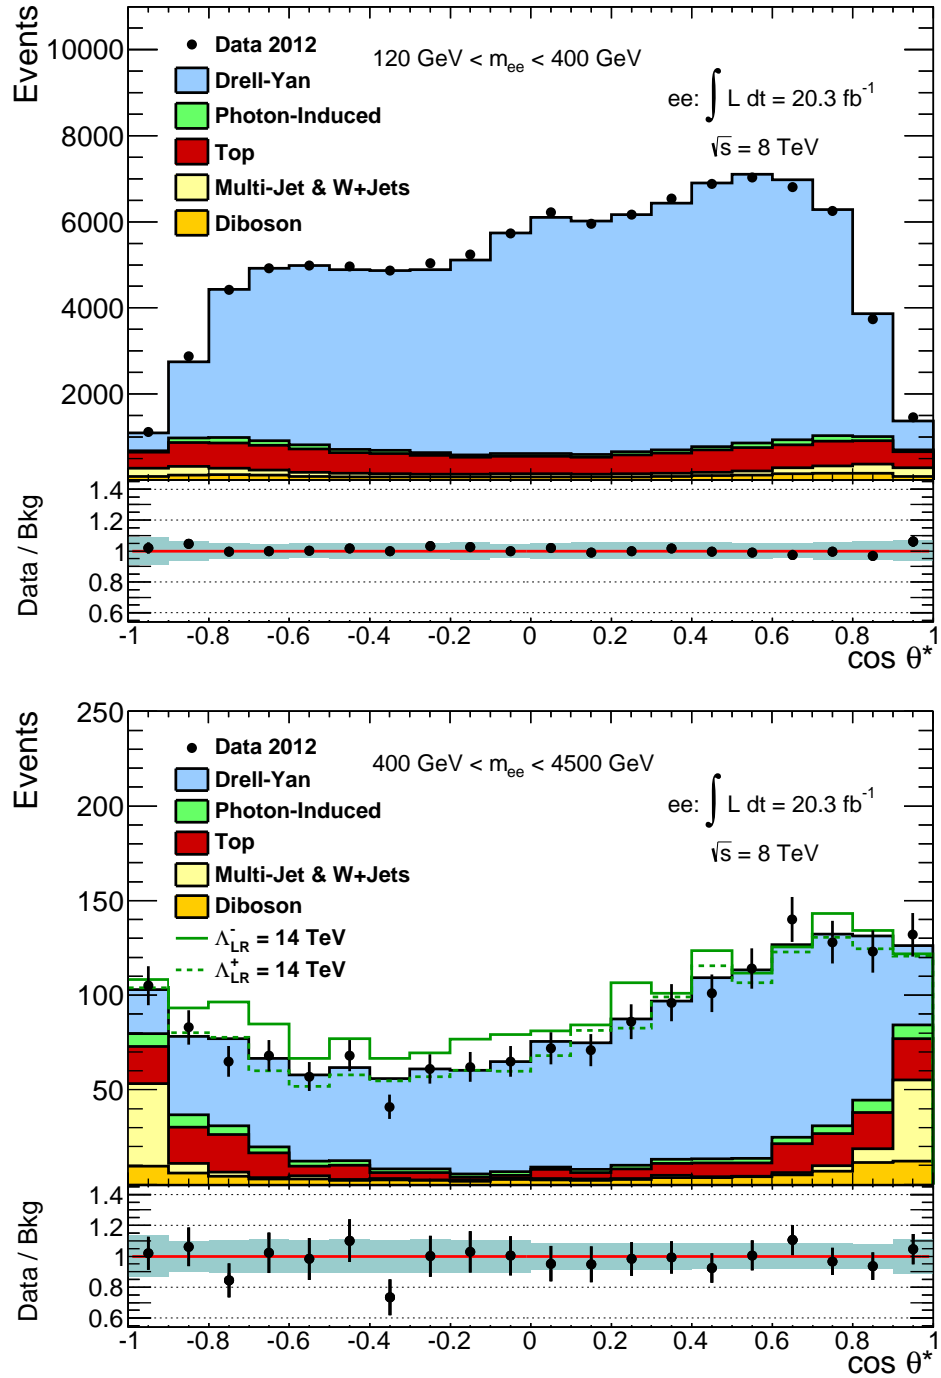 Events
10000
8000
6000
4000
2000
Data 2012
Drell-Yan
Photon-Induced
Top
Multi-Jet & W+Jets
Diboson
120 GeV < m_ee < 400 GeV
ee: ∫ L dt = 20.3 fb⁻¹
√s = 8 TeV
Data / Bkg
1.4
1.2
1
0.8
0.6
-1 -0.8 -0.6 -0.4 -0.2 0 0.2 0.4 0.6 0.8 1
cos θ*
Events
250
200
150
100
50
Data 2012
Drell-Yan
Photon-Induced
Top
Multi-Jet & W+Jets
Diboson
Λ⁻_LR = 14 TeV
Λ⁺_LR = 14 TeV
400 GeV < m_ee < 4500 GeV
ee: ∫ L dt = 20.3 fb⁻¹
√s = 8 TeV
Data / Bkg
1.4
1.2
1
0.8
0.6
-1 -0.8 -0.6 -0.4 -0.2 0 0.2 0.4 0.6 0.8 1
cos θ*